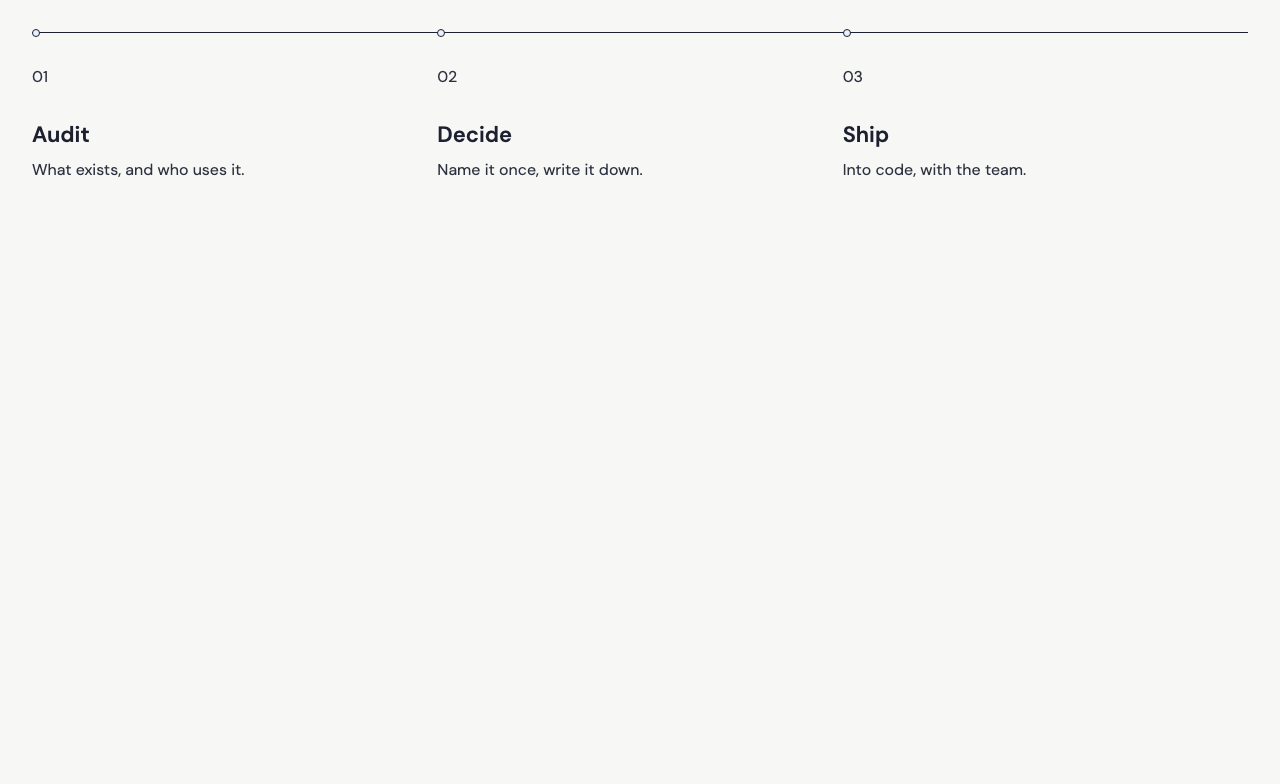 01
Audit
What exists, and who uses it.
02
Decide
Name it once, write it down.
03
Ship
Into code, with the team.